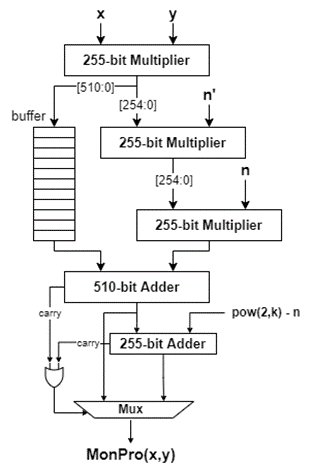 x y
255-bit Multiplier
[510:0]
[254:0]
n'
buffer
255-bit Multiplier
[254:0]
n
255-bit Multiplier
510-bit Adder
carry
pow(2,k) - n
carry
255-bit Adder
Mux
MonPro(x,y)